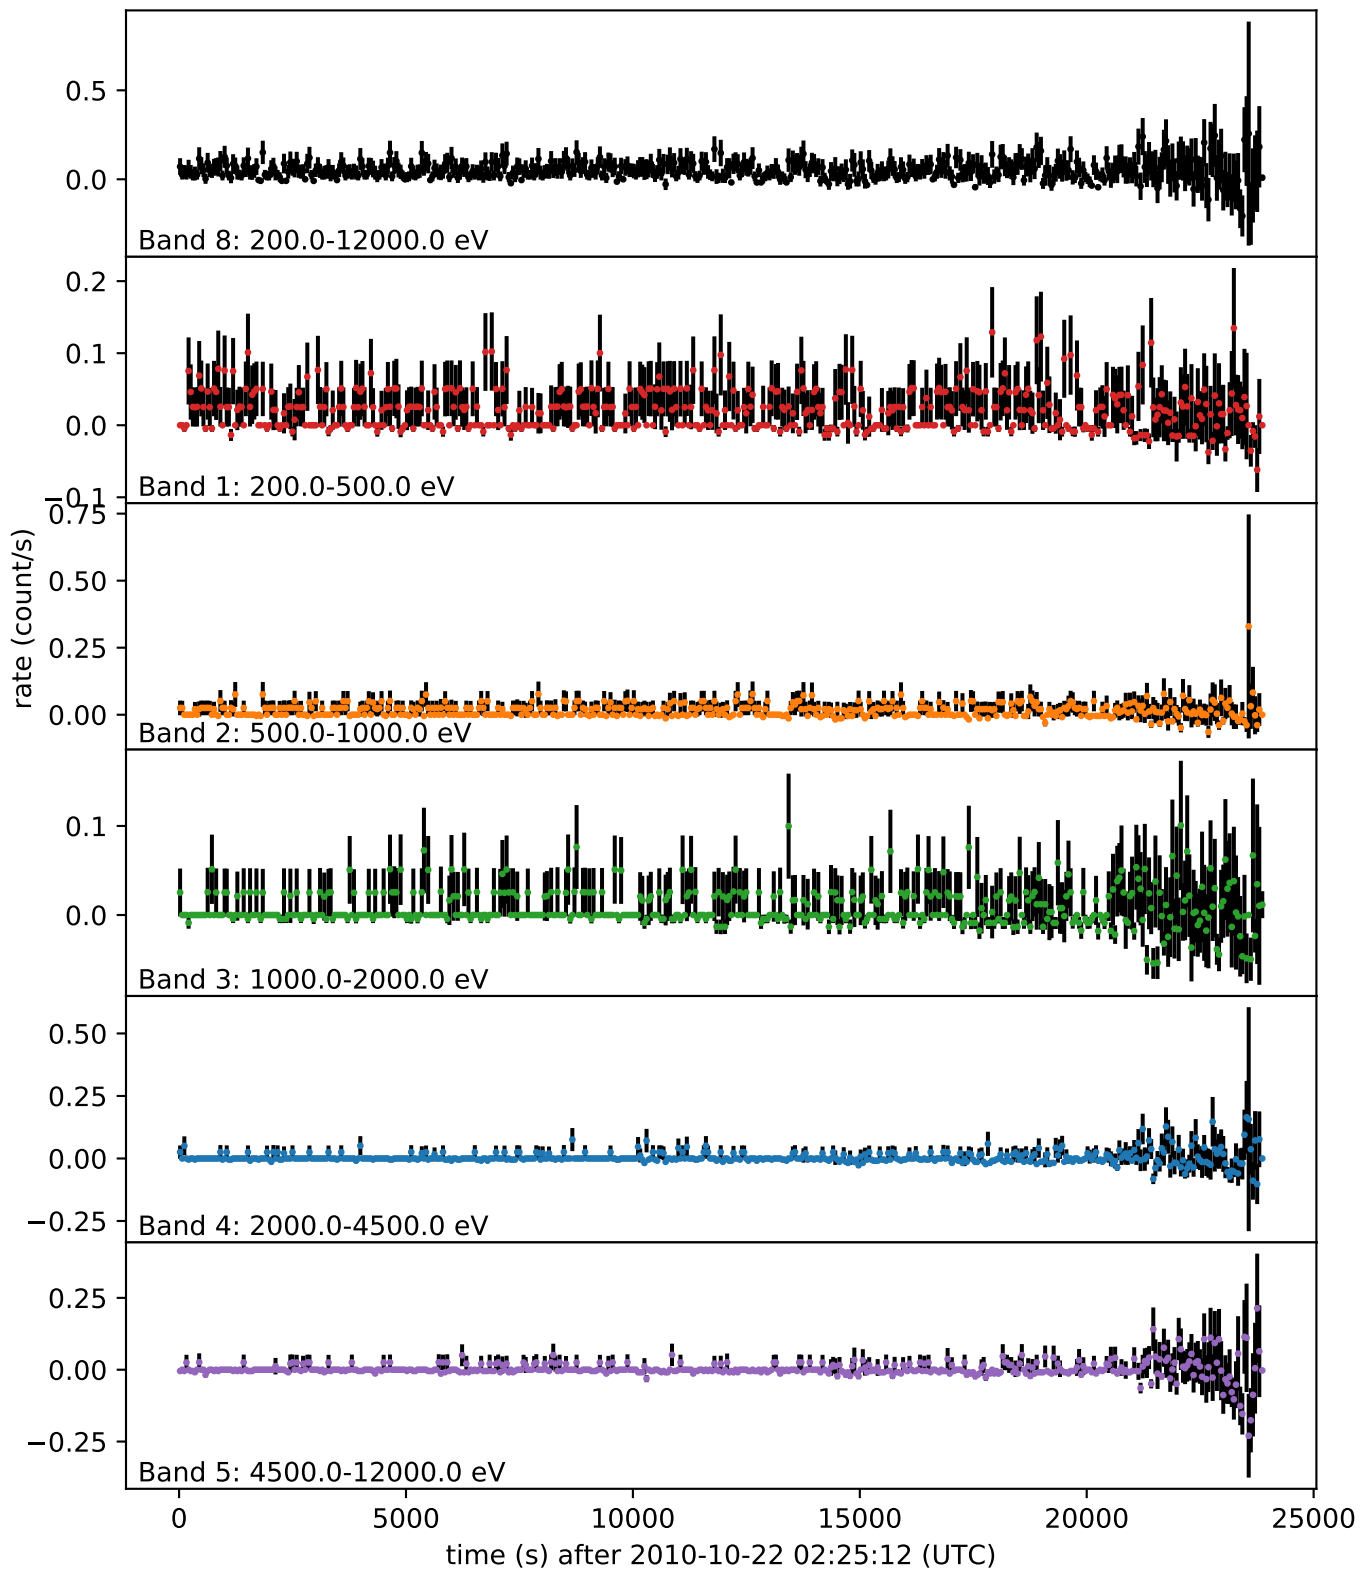 0.5
0.0
Band 8: 200.0-12000.0 eV
0.2
0.1
0.0
−0.1
Band 1: 200.0-500.0 eV
rate (count/s)
0.75
0.50
0.25
0.00
Band 2: 500.0-1000.0 eV
0.1
0.0
Band 3: 1000.0-2000.0 eV
0.50
0.25
0.00
−0.25
Band 4: 2000.0-4500.0 eV
0.25
0.00
−0.25
Band 5: 4500.0-12000.0 eV
0 5000 10000 15000 20000 25000
time (s) after 2010-10-22 02:25:12 (UTC)